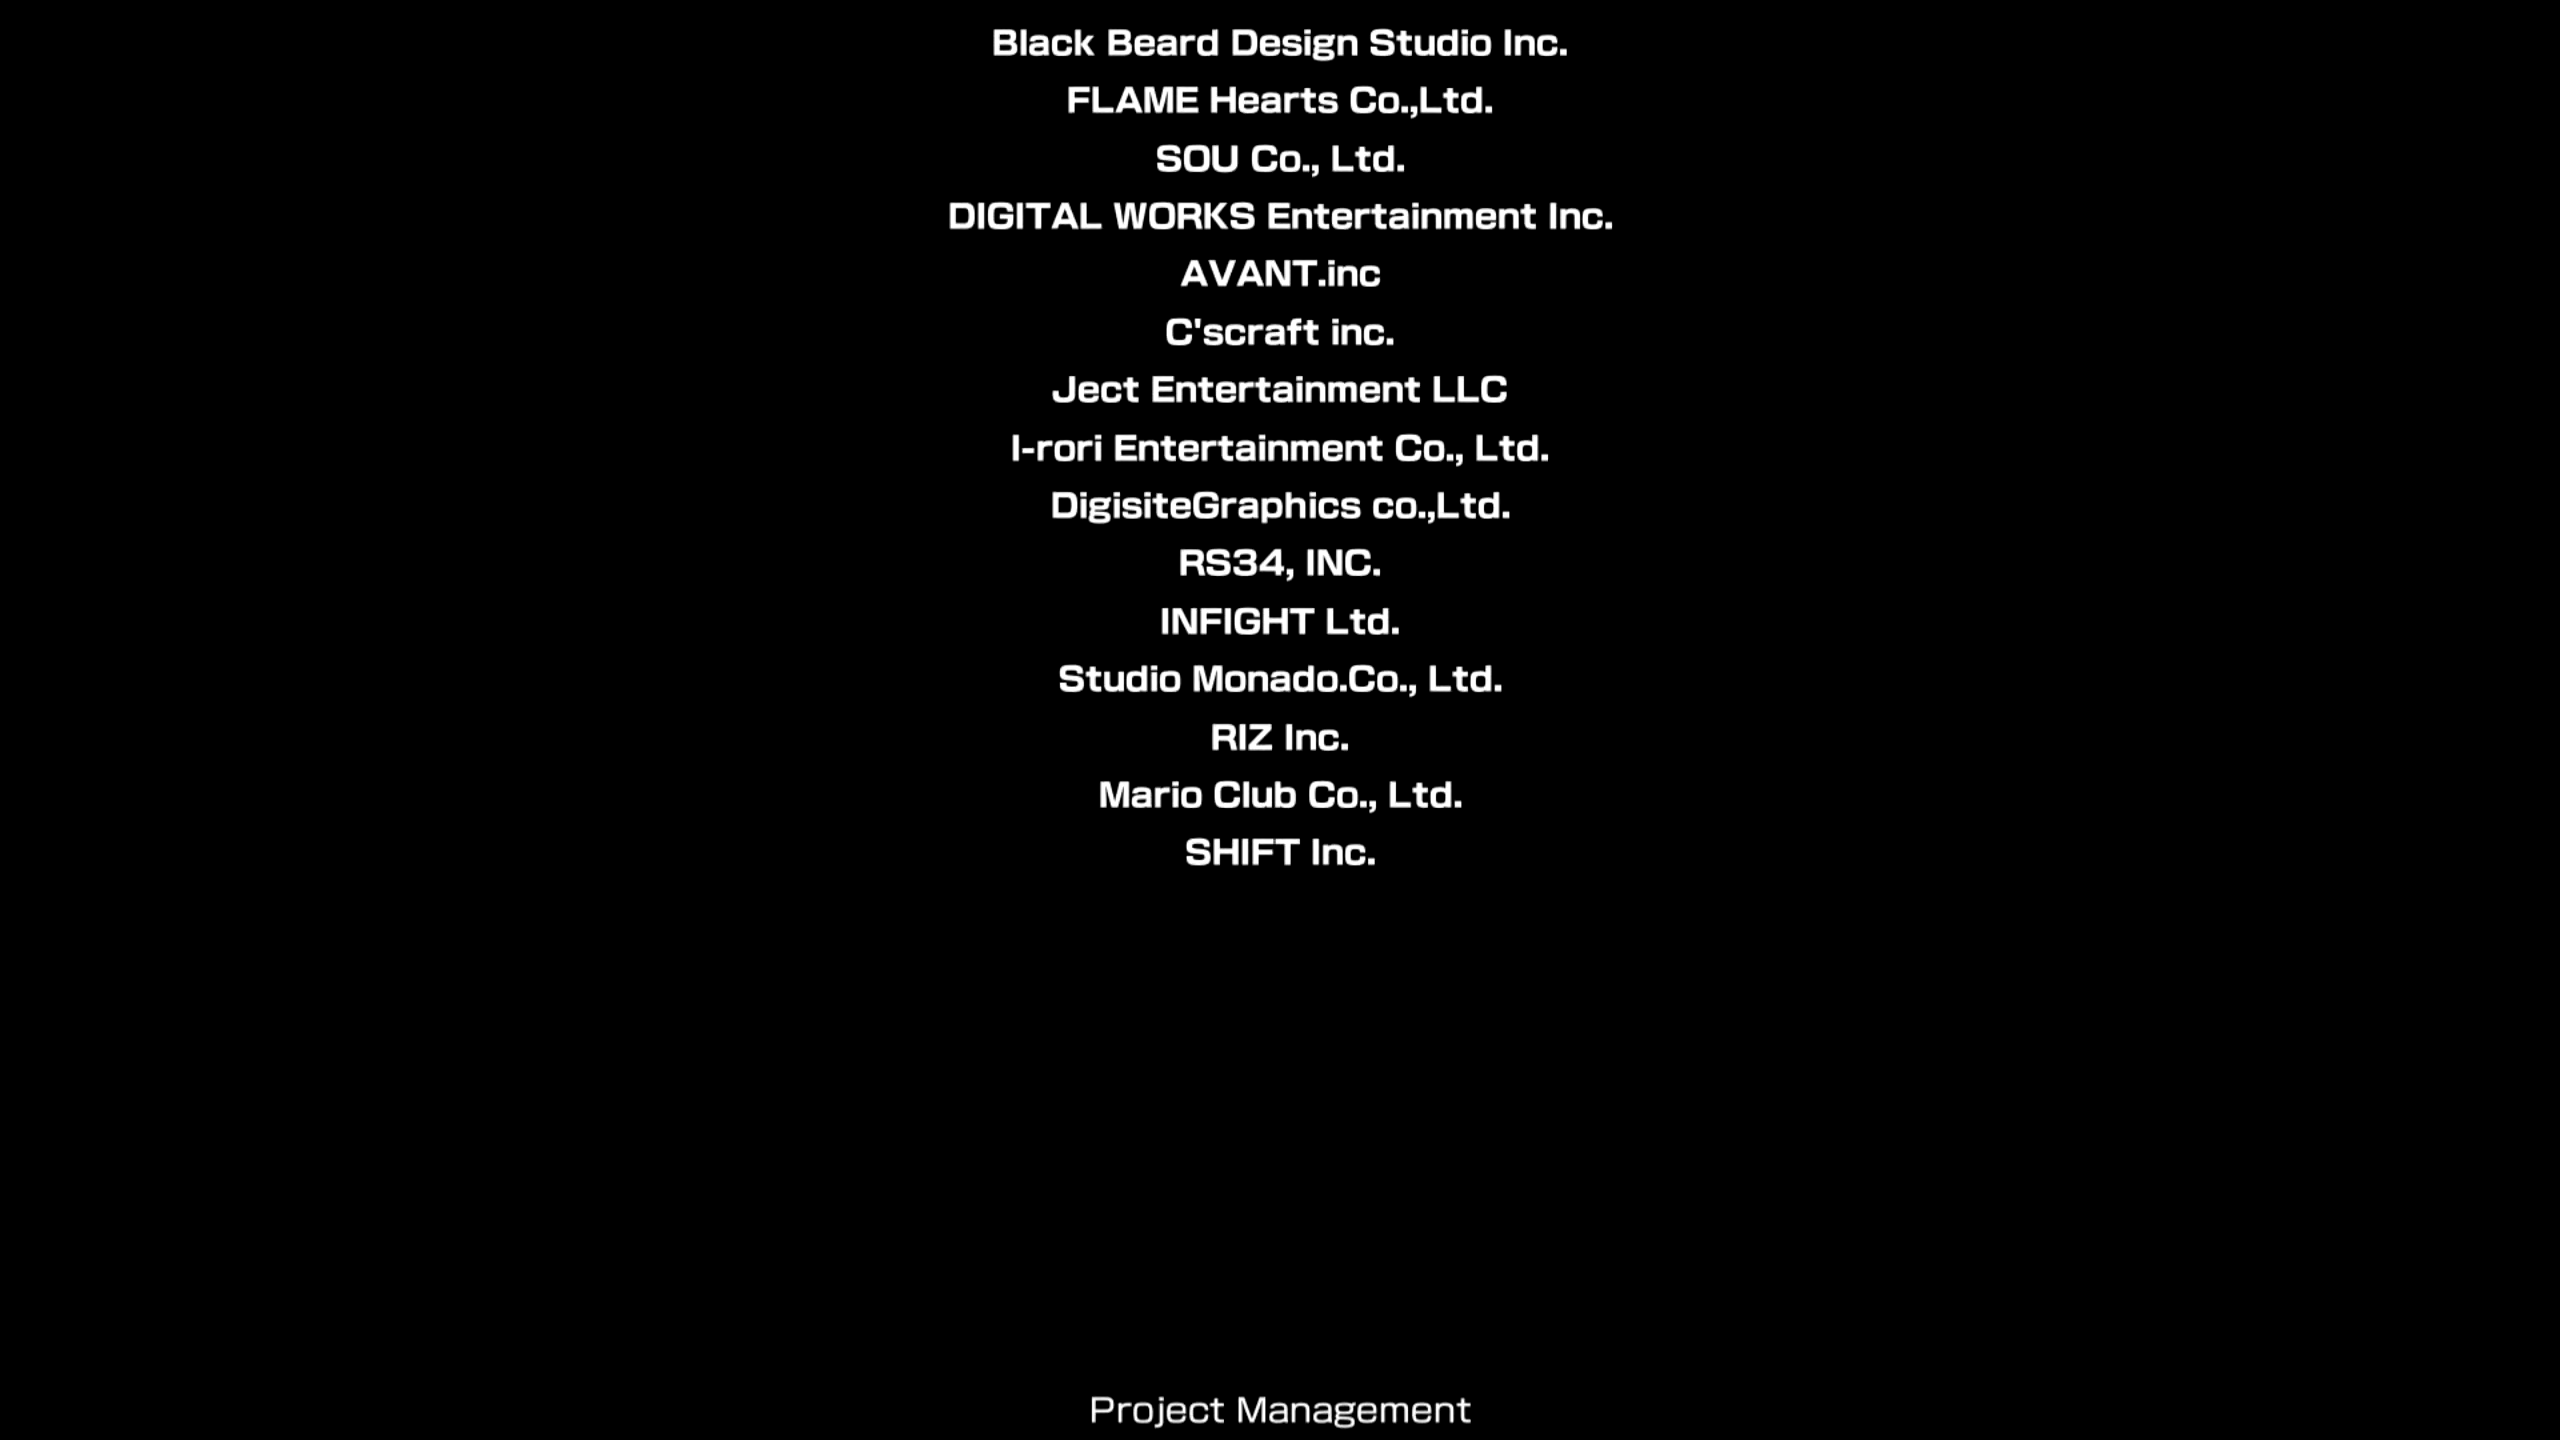 Black Beard Design Studio Inc.
FLAME Hearts Co.,Ltd.
SOU Co., Ltd.
DIGITAL WORKS Entertainment Inc.
AVANT.inc
C'scraft inc.
Ject Entertainment LLC
I-rori Entertainment Co., Ltd.
DigisiteGraphics co.,Ltd.
RS34, INC.
INFIGHT Ltd.
Studio Monado.Co., Ltd.
RIZ Inc.
Mario Club Co., Ltd.
SHIFT Inc.
Project Management